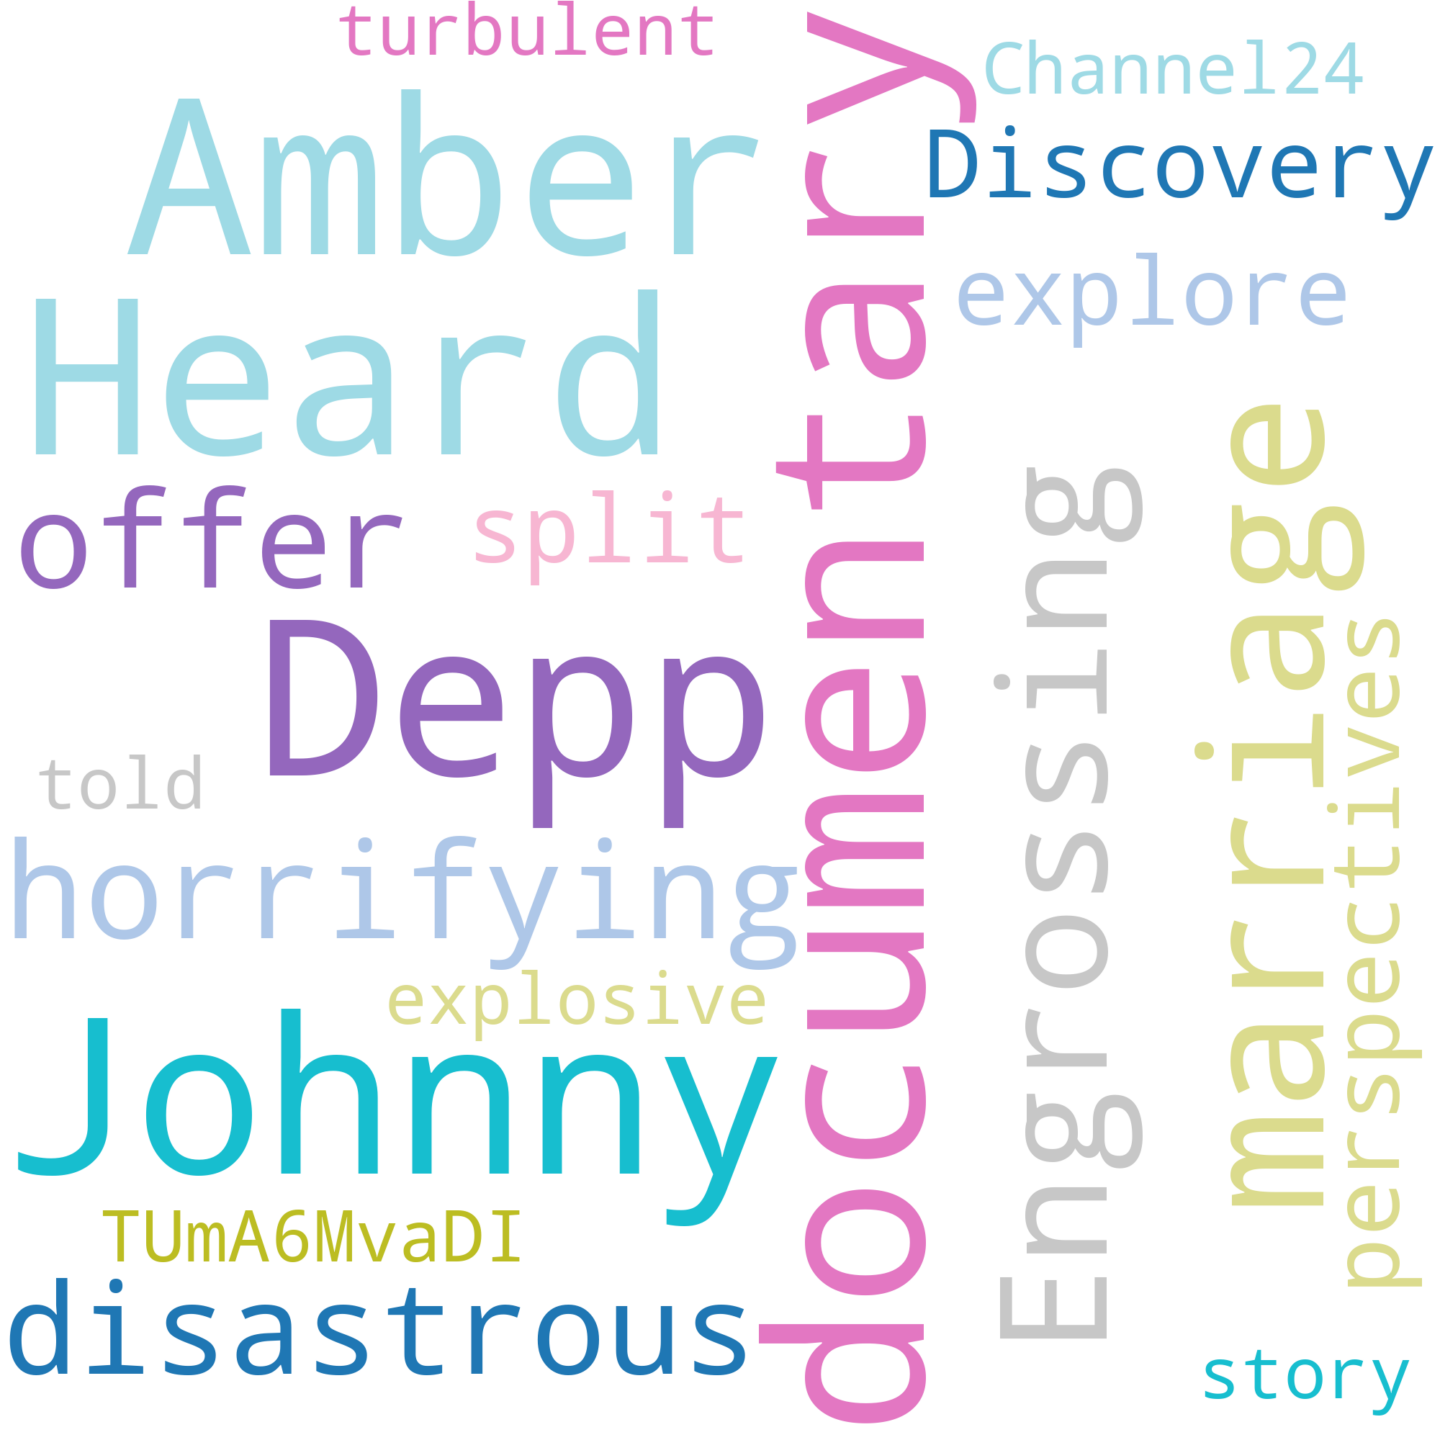 turbulent
Channel24
Amber
Discovery
documentary
explore
Heard
offer
split
Engrossing
marriage
Depp
perspectives
told
horrifying
explosive
Johnny
TUmA6MvaDI
disastrous
story